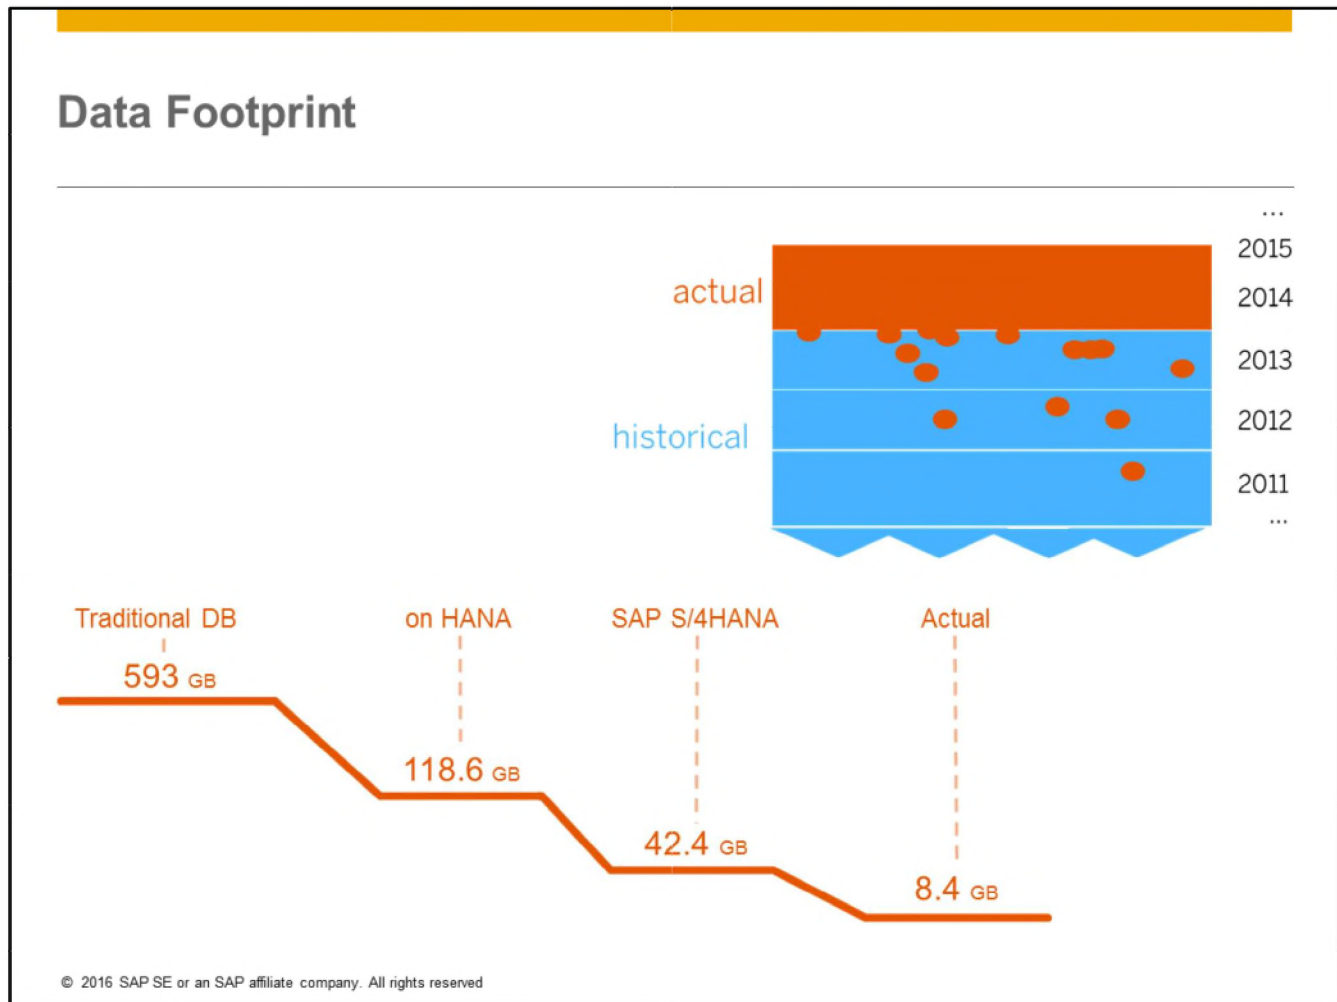 Data Footprint
...
2015
actual
2014
2013
2012
historical
2011
...
Traditional DB
on HANA
SAP S/4HANA
Actual
593 GB
118.6 GB
42.4 GB
8.4 GB
© 2016 SAP SE or an SAP affiliate company. All rights reserved